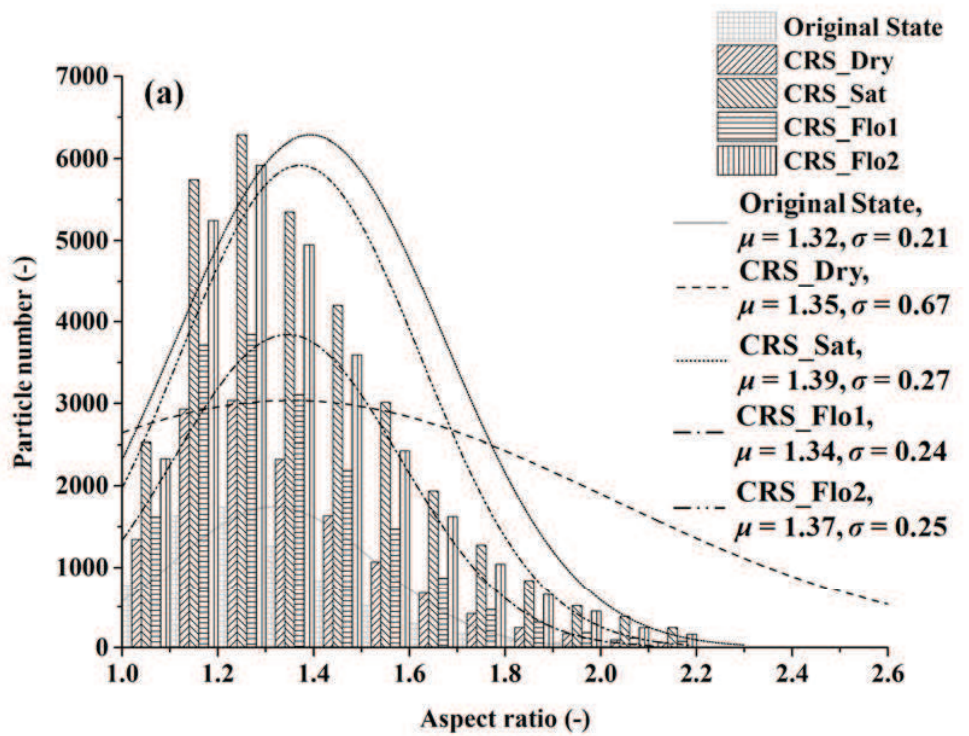 Original State
CRS_Dry
CRS_Sat
CRS_Flo1
CRS_Flo2
Original State,
μ = 1.32, σ = 0.21
CRS_Dry,
μ = 1.35, σ = 0.67
CRS_Sat,
μ = 1.39, σ = 0.27
CRS_Flo1,
μ = 1.34, σ = 0.24
CRS_Flo2,
μ = 1.37, σ = 0.25
(a)
Particle number (-)
7000
6000
5000
4000
3000
2000
1000
0
1.0 1.2 1.4 1.6 1.8 2.0 2.2 2.4 2.6
Aspect ratio (-)